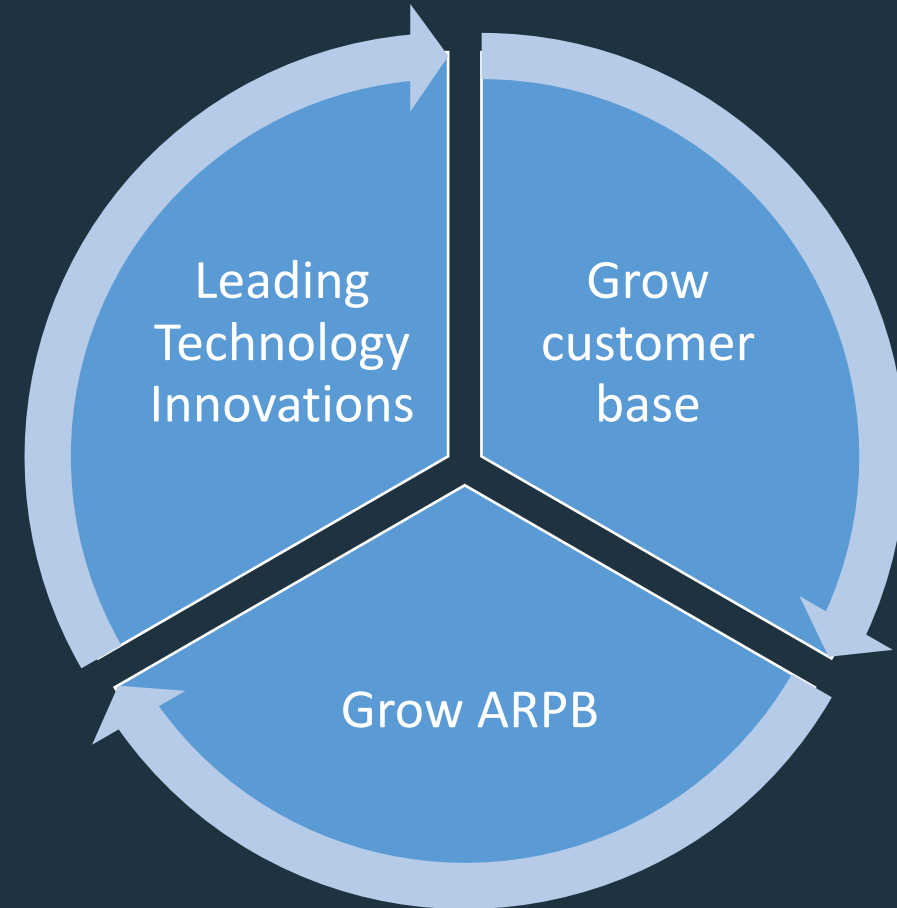 Leading
Technology
Innovations
Grow
customer
base
Grow ARPB